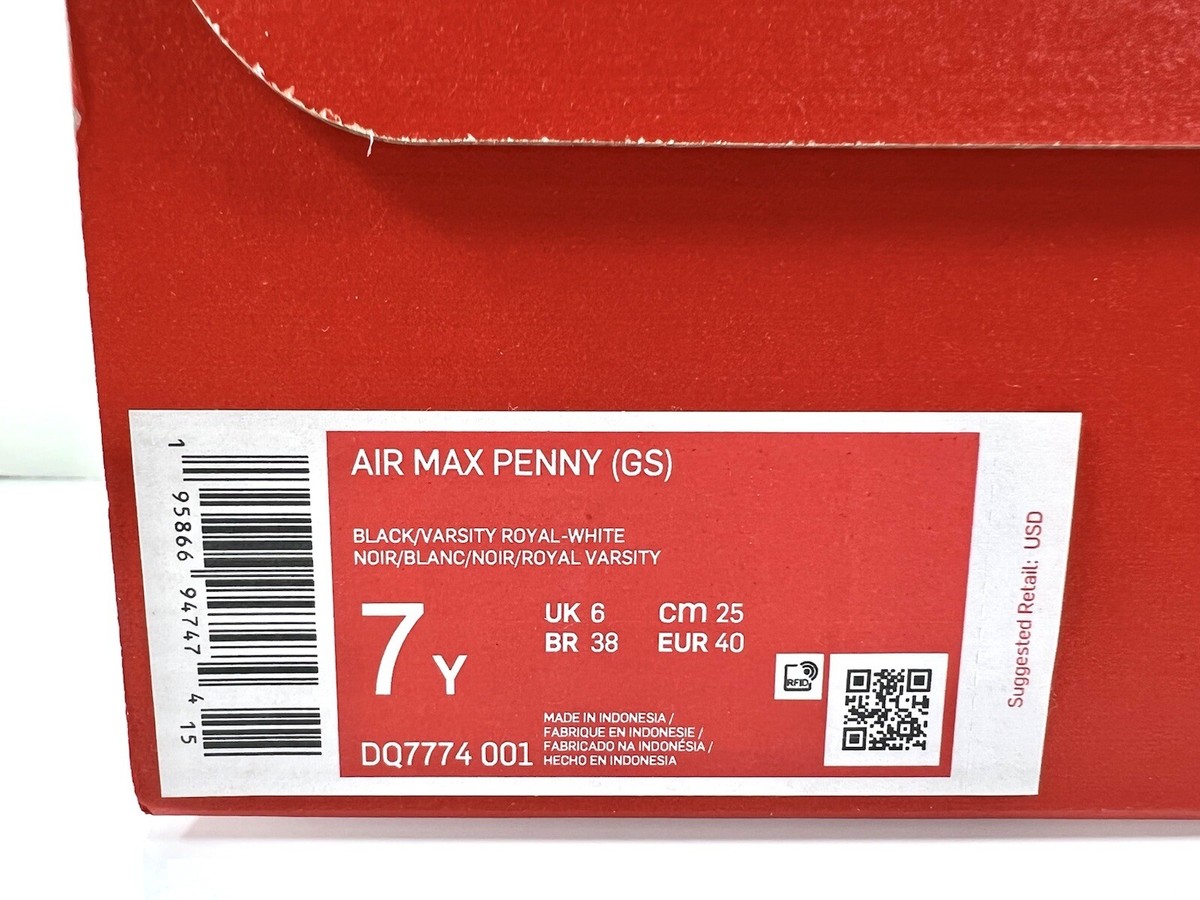 AIR MAX PENNY (GS)
BLACK/VARSITY ROYAL-WHITE
NOIR/BLANC/NOIR/ROYAL VARSITY
7 Y
UK 6 cm 25
BR 38 EUR 40
MADE IN INDONESIA /
FABRIQUE EN INDONESIE /
FABRICADO NA INDONÉSIA /
HECHO EN INDONESIA
DQ7774 001
RFID
1 95866 94747 4 15
Suggested Retail: USD